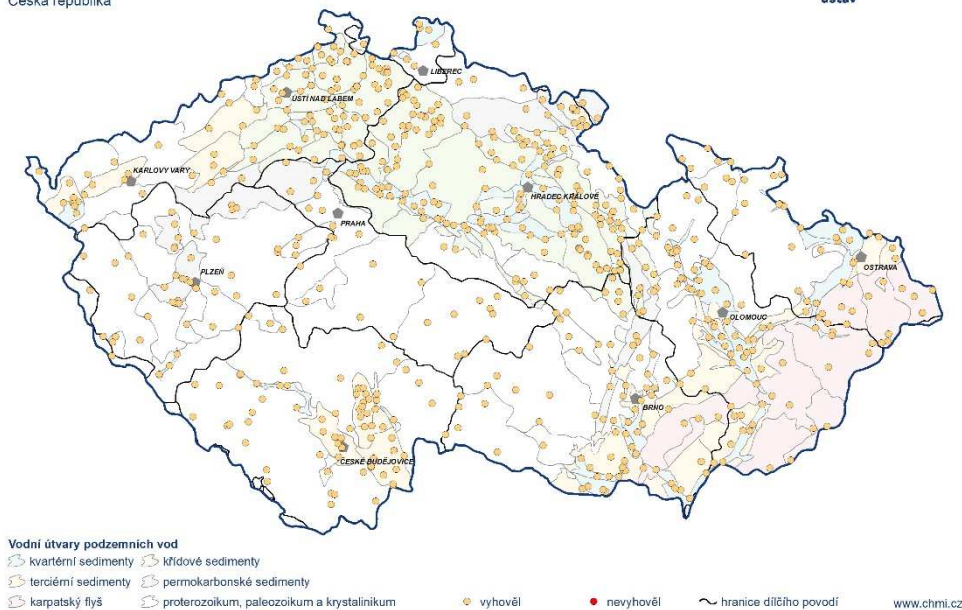 Česká republika
ústav
LIBEREC
ÚSTÍ NAD LABEM
KARLOVY VARY
HRADEC KRÁLOVÉ
PRAHA
PLZEŇ
OSTRAVA
OLOMOUC
BRNO
ČESKÉ BUDĚJOVICE
Vodní útvary podzemních vod
kvartérní sedimenty křídové sedimenty
terciérní sedimenty permokarbonské sedimenty
karpatský flyš proterozoikum, paleozoikum a krystalinikum vyhověl nevyhověl hranice dílčího povodí www.chmi.cz